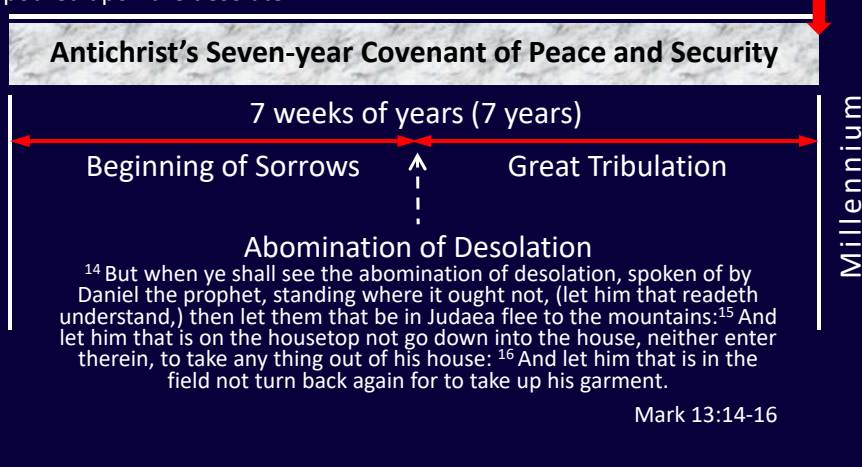 Antichrist's Seven-year Covenant of Peace and Security
7 weeks of years (7 years)
Beginning of Sorrows
Great Tribulation
Millennium
Abomination of Desolation
14 But when ye shall see the abomination of desolation, spoken of by
Daniel the prophet, standing where it ought not, (let him that readeth
understand,) then let them that be in Judaea flee to the mountains:15 And
let him that is on the housetop not go down into the house, neither enter
therein, to take any thing out of his house: 16 And let him that is in the
field not turn back again for to take up his garment.
Mark 13:14-16